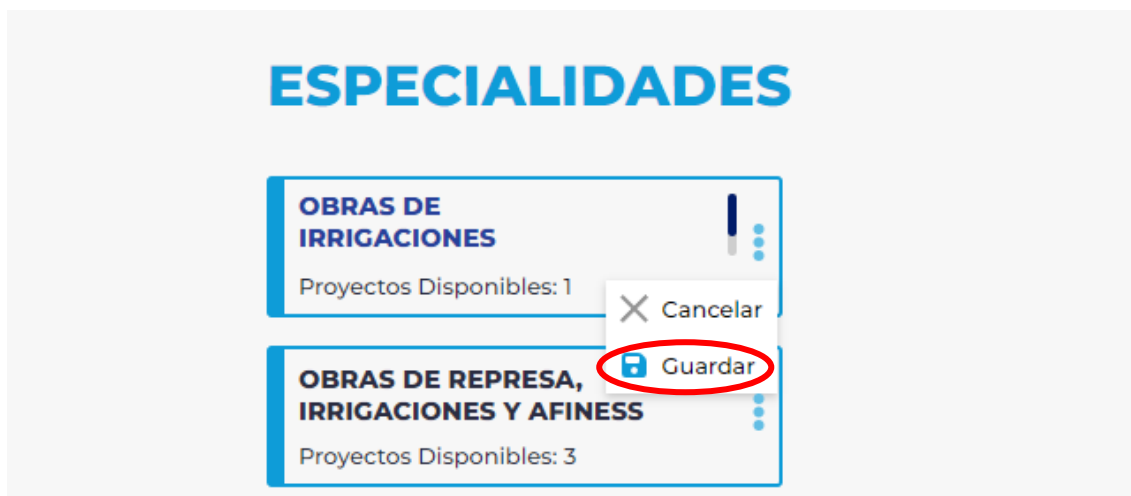 ESPECIALIDADES
OBRAS DE
IRRIGACIONES
Proyectos Disponibles: 1
Cancelar
Guardar
OBRAS DE REPRESA,
IRRIGACIONES Y AFINESS
Proyectos Disponibles: 3